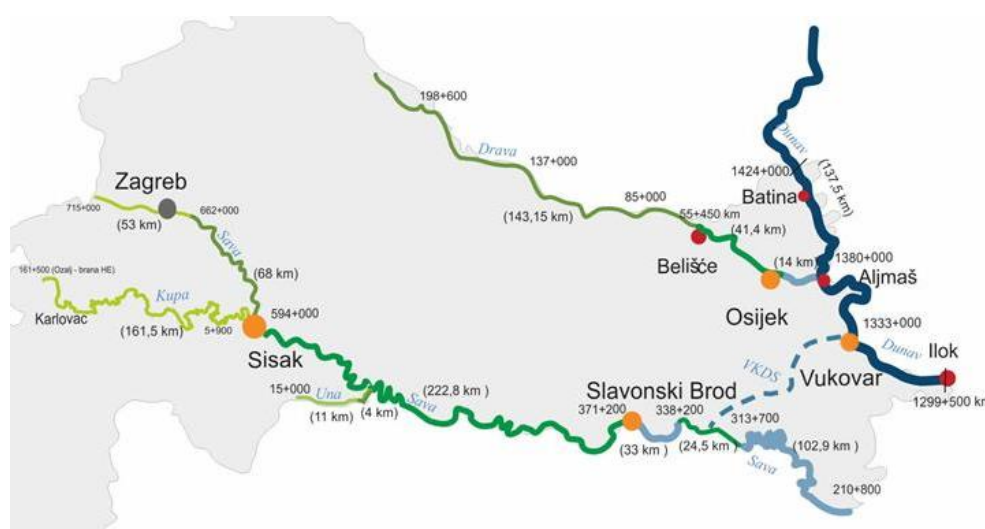 198+600
Dunav
Drava
137+000
1424+000
(137,5 km)
Zagreb
85+000
Batina
715+000
662+000
(53 km)
(143,15 km)
55+450 km
(41,4 km)
Sava
Belišće
(14 km)
1380+000
Aljmaš
161+500 (Ozalj - brana HE)
(68 km)
Kupa
Karlovac
(161,5 km)
5+900
594+000
Osijek
1333+000
Sisak
Dunav
Ilok
VKDS
Vukovar
15+000
Una
(11 km)
(4 km)
(222,8 km )
Sava
Slavonski Brod
1299+500 km
371+200
338+200
313+700
(33 km)
(24,5 km)
(102,9 km )
Sava
210+800